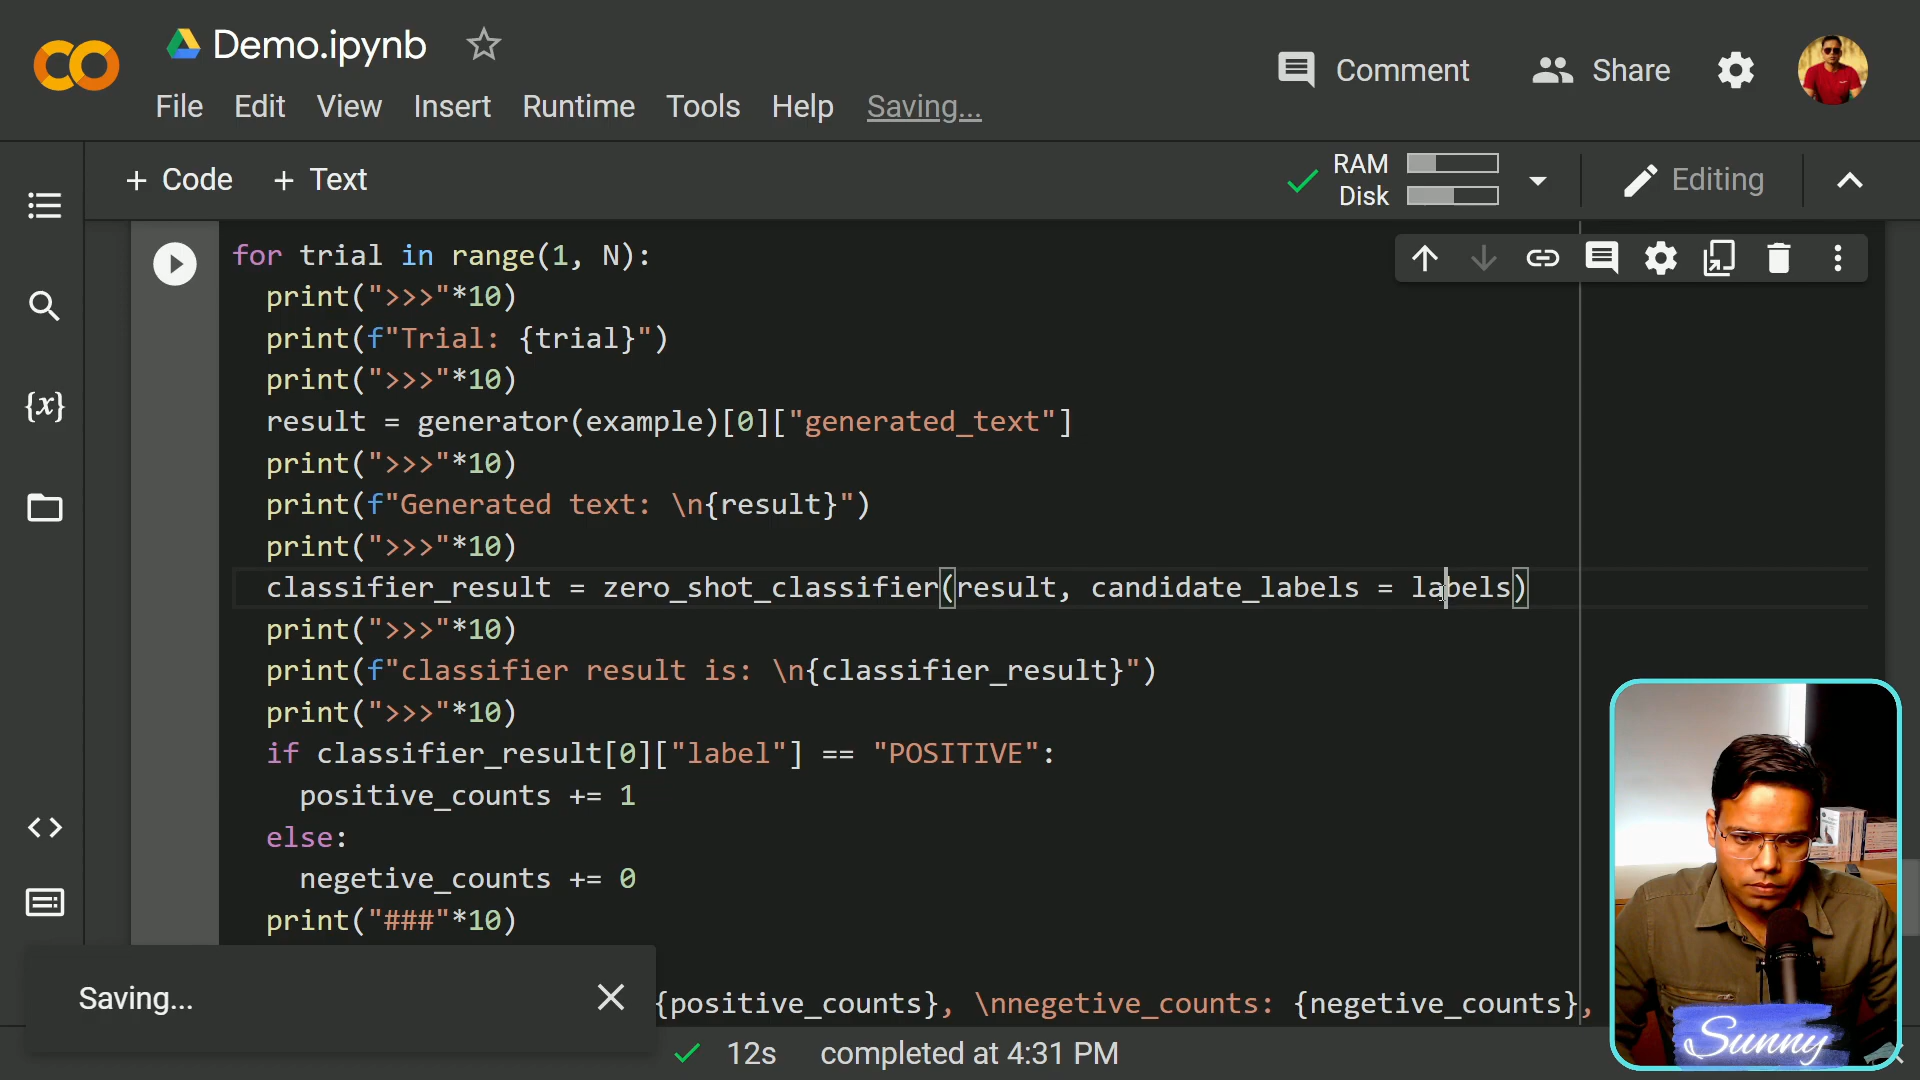 Demo.ipynb
Comment
Share
File Edit View Insert Runtime Tools Help Saving...
+ Code + Text
RAM
Disk
Editing
{x}
for trial in range(1, N):
print(">>>"*10)
print(f"Trial: {trial}")
print(">>>"*10)
result = generator(example)[0]["generated_text"]
print(">>>"*10)
print(f"Generated text: \n{result}")
print(">>>"*10)
classifier_result = zero_shot_classifier(result, candidate_labels = labels)
print(">>>"*10)
print(f"classifier result is: \n{classifier_result}")
print(">>>"*10)
if classifier_result[0]["label"] == "POSITIVE":
positive_counts += 1
else:
negetive_counts += 0
print("###"*10)
{positive_counts}, \nnegetive_counts: {negetive_counts},
Saving...
12s completed at 4:31 PM
Sunny